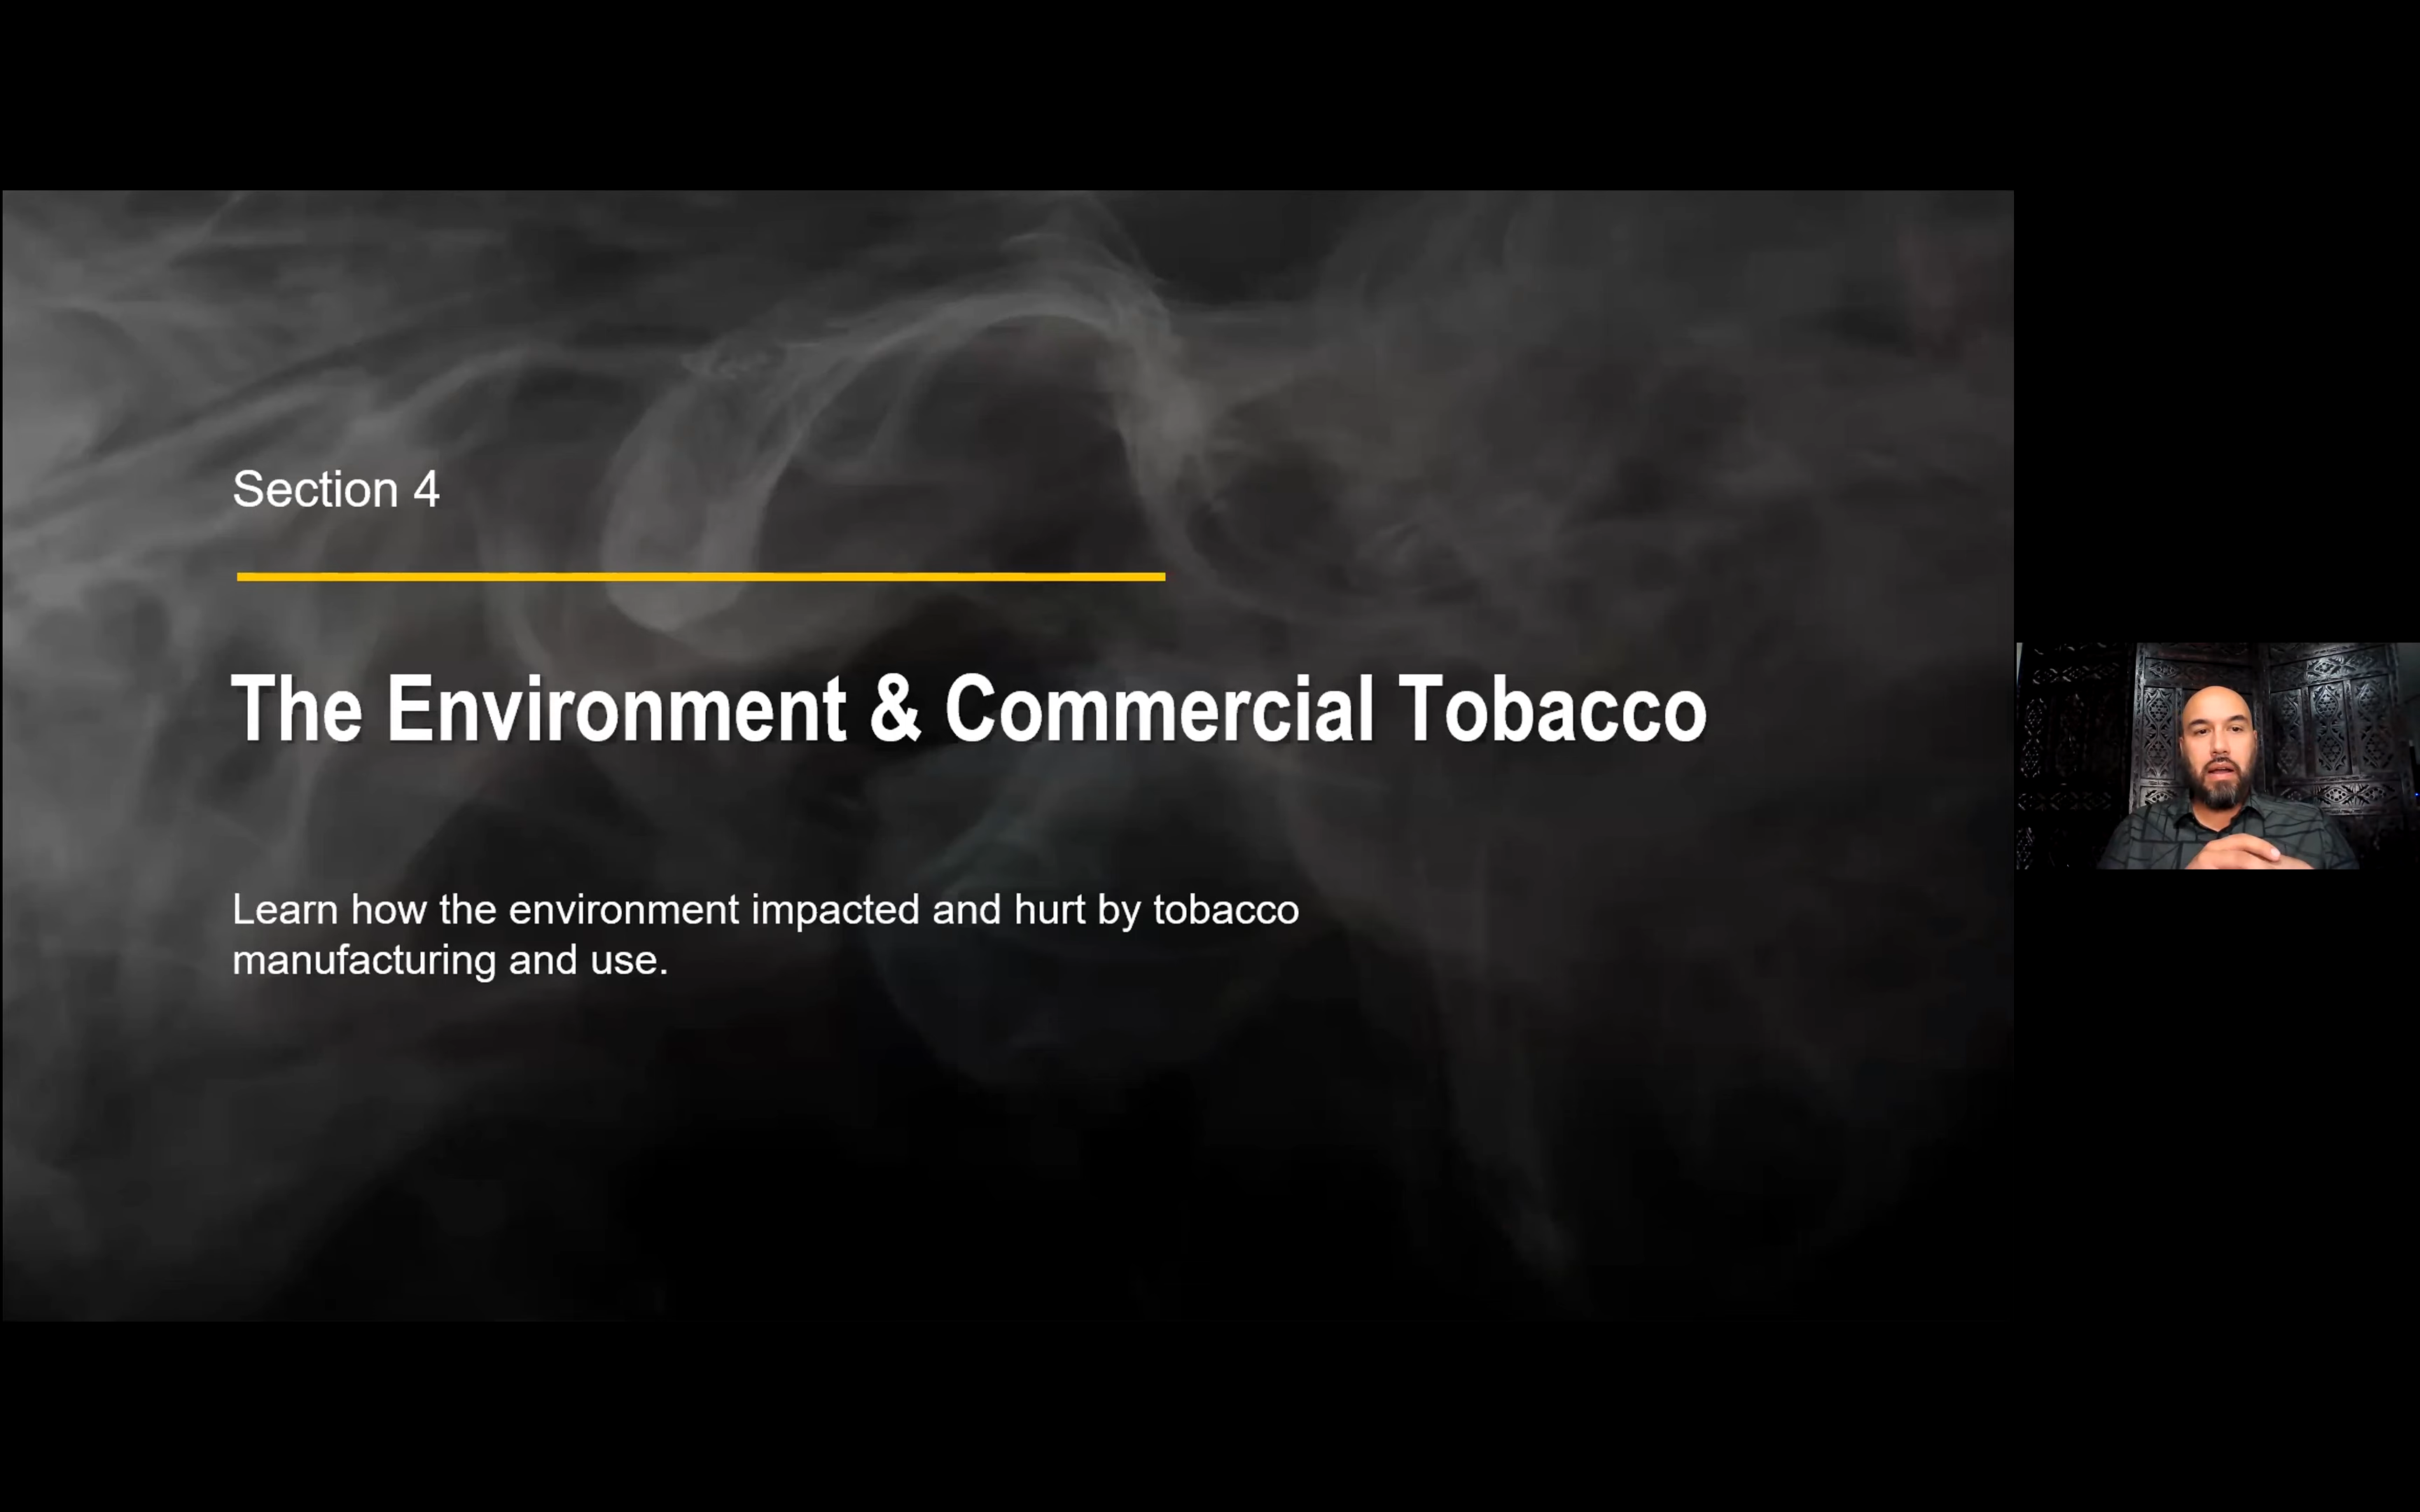 Section 4
The Environment & Commercial Tobacco
Learn how the environment impacted and hurt by tobacco
manufacturing and use.